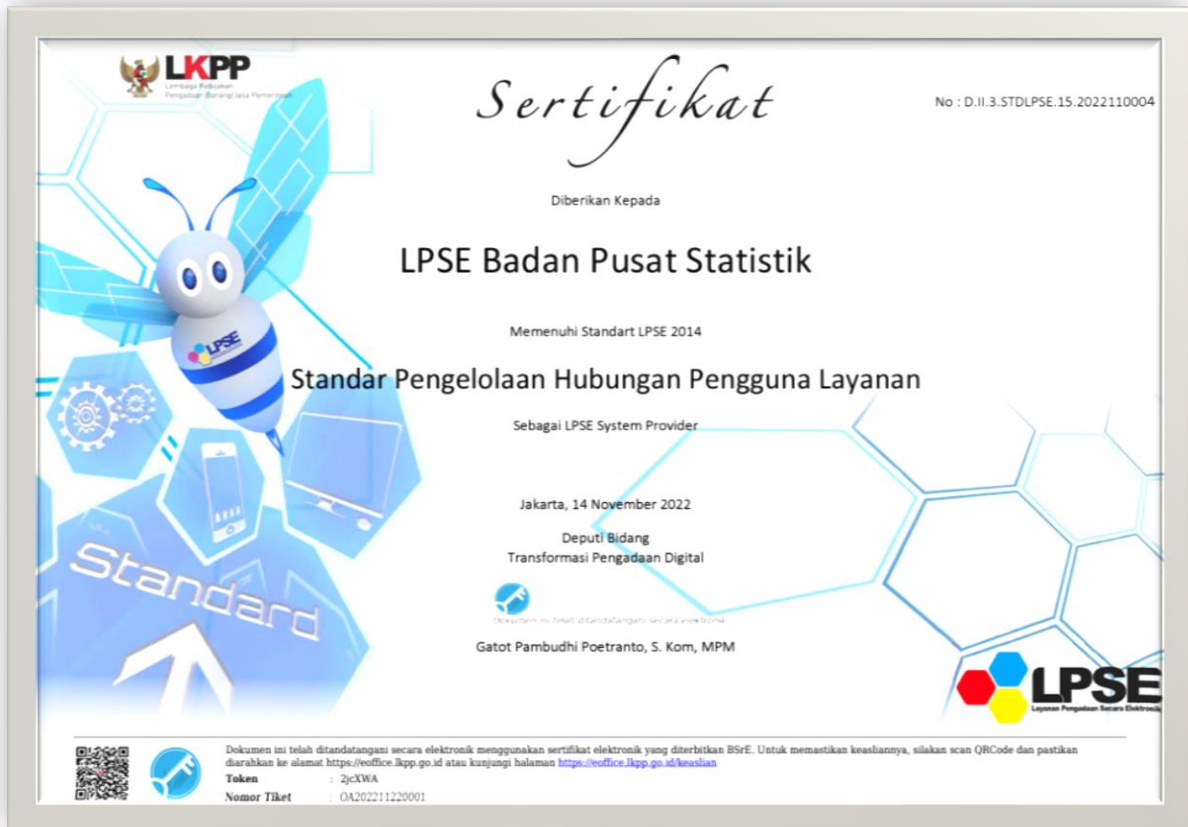 LKPP
Lembaga Kebijakan
Pengadaan Barang/Jasa Pemerintah
Sertifikat
No : D.II.3.STDLPSE.15.2022110004
Diberikan Kepada
LPSE Badan Pusat Statistik
Memenuhi Standart LPSE 2014
LPSE
Standar Pengelolaan Hubungan Pengguna Layanan
Sebagai LPSE System Provider
Jakarta, 14 November 2022
Deputi Bidang
Transformasi Pengadaan Digital
Standard
Dokumen ini telah ditandatangani secara elektronik
Gatot Pambudhi Poetranto, S. Kom, MPM
LPSE
Layanan Pengadaan Secara Elektronik
Dokumen ini telah ditandatangani secara elektronik menggunakan sertifikat elektronik yang diterbitkan BSrE. Untuk memastikan keasliannya, silakan scan QRCode dan pastikan
diarahkan ke alamat https://eoffice.lkpp.go.id atau kunjungi halaman https://eoffice.lkpp.go.id/keaslian
Token : 2jcXWA
Nomor Tiket : OA202211220001